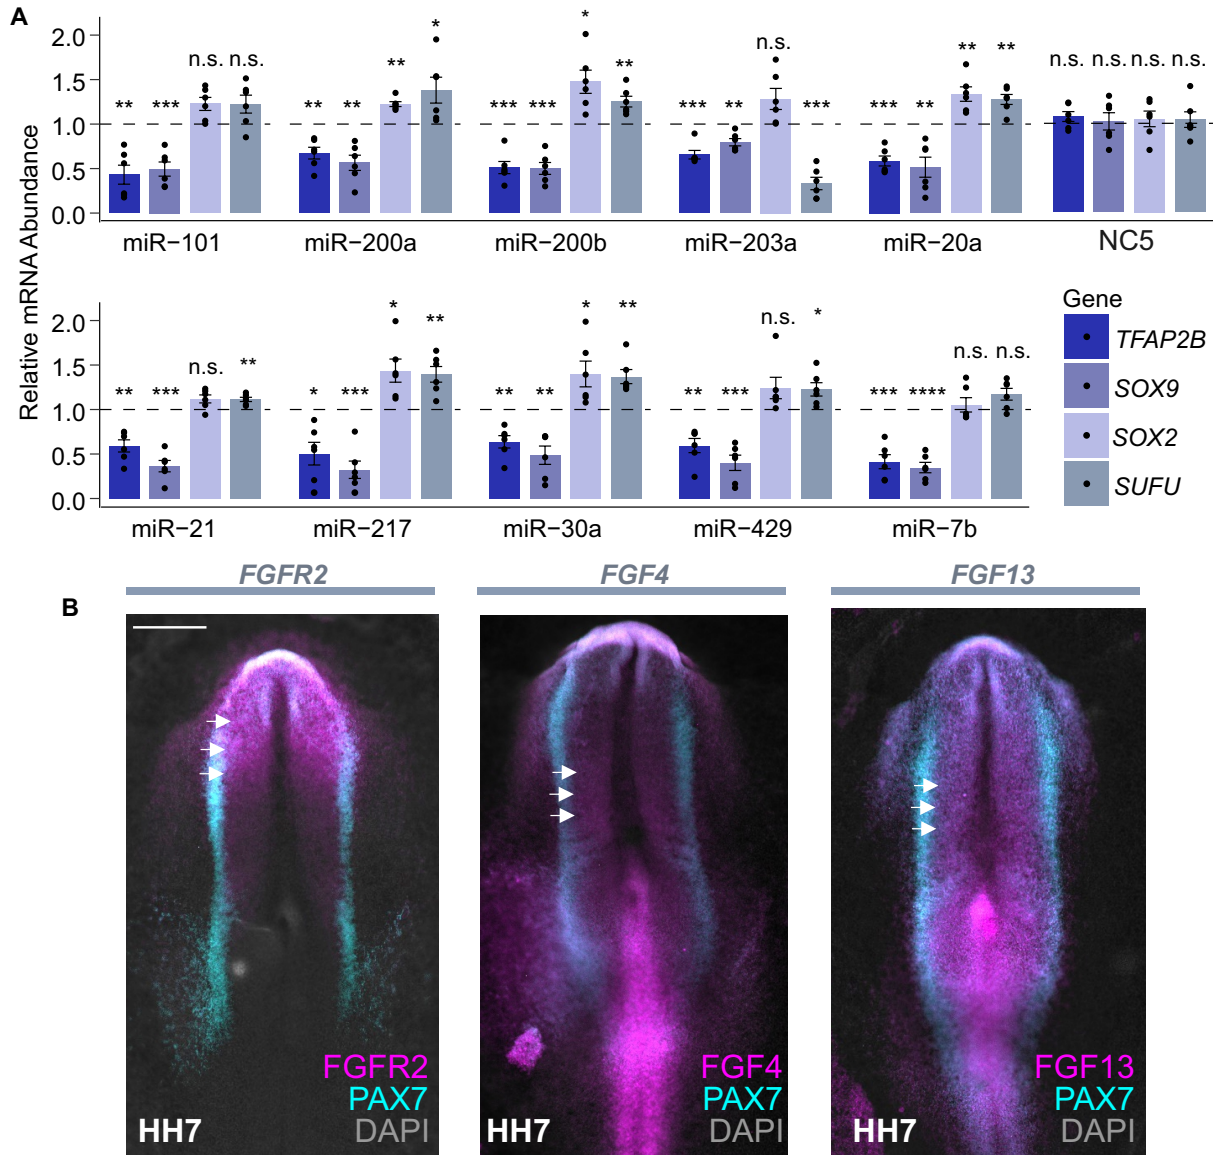 A
Relative mRNA Abundance
2.0
1.5
1.0
0.5
0.0
** *** n.s. n.s.
** ** ** *
*** *** * **
*** ** n.s. ***
*** ** ** **
n.s. n.s. n.s. n.s.
miR−101 miR−200a miR−200b miR−203a miR−20a NC5
2.0
1.5
1.0
0.5
0.0
** *** n.s. **
* *** * **
** ** * **
** *** n.s. *
*** **** n.s. n.s.
miR−21 miR−217 miR−30a miR−429 miR−7b
Gene
TFAP2B
SOX9
SOX2
SUFU
B
FGFR2 FGF4 FGF13
FGFR2
PAX7
HH7 DAPI
FGF4
PAX7
HH7 DAPI
FGF13
PAX7
HH7 DAPI